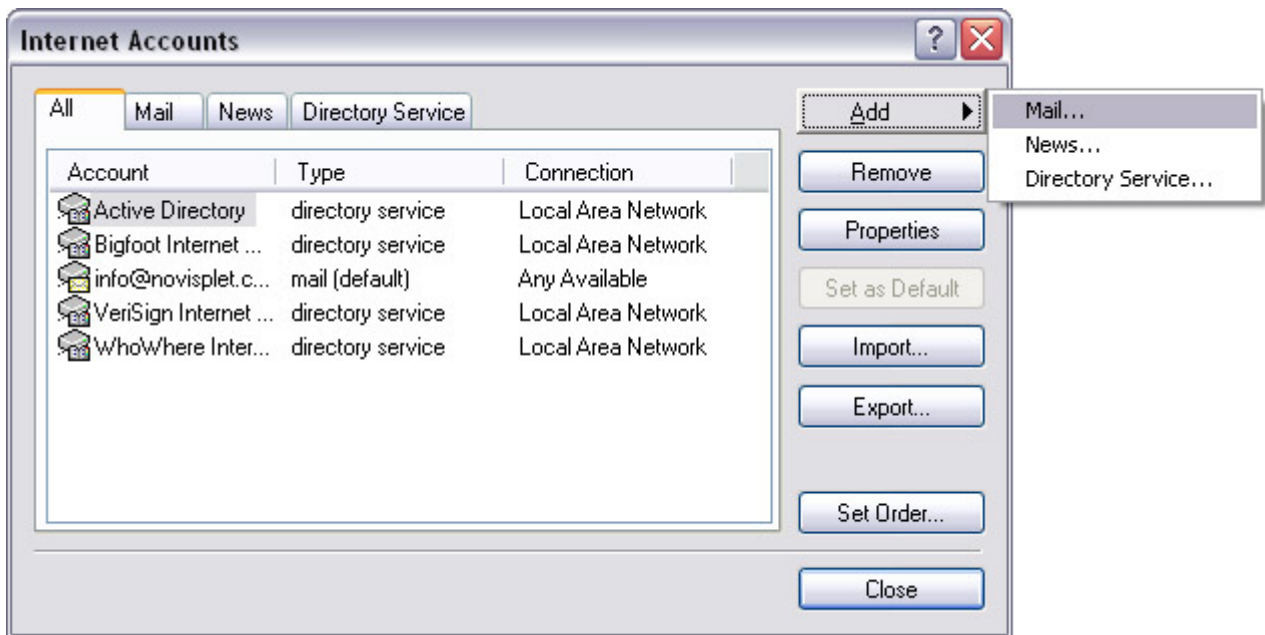 Internet Accounts
All Mail News Directory Service
Add
Mail...
News...
Directory Service...
Account Type Connection
Active Directory directory service Local Area Network
Bigfoot Internet ... directory service Local Area Network
info@novisplet.c... mail (default) Any Available
VeriSign Internet ... directory service Local Area Network
WhoWhere Inter... directory service Local Area Network
Remove
Properties
Set as Default
Import...
Export...
Set Order...
Close